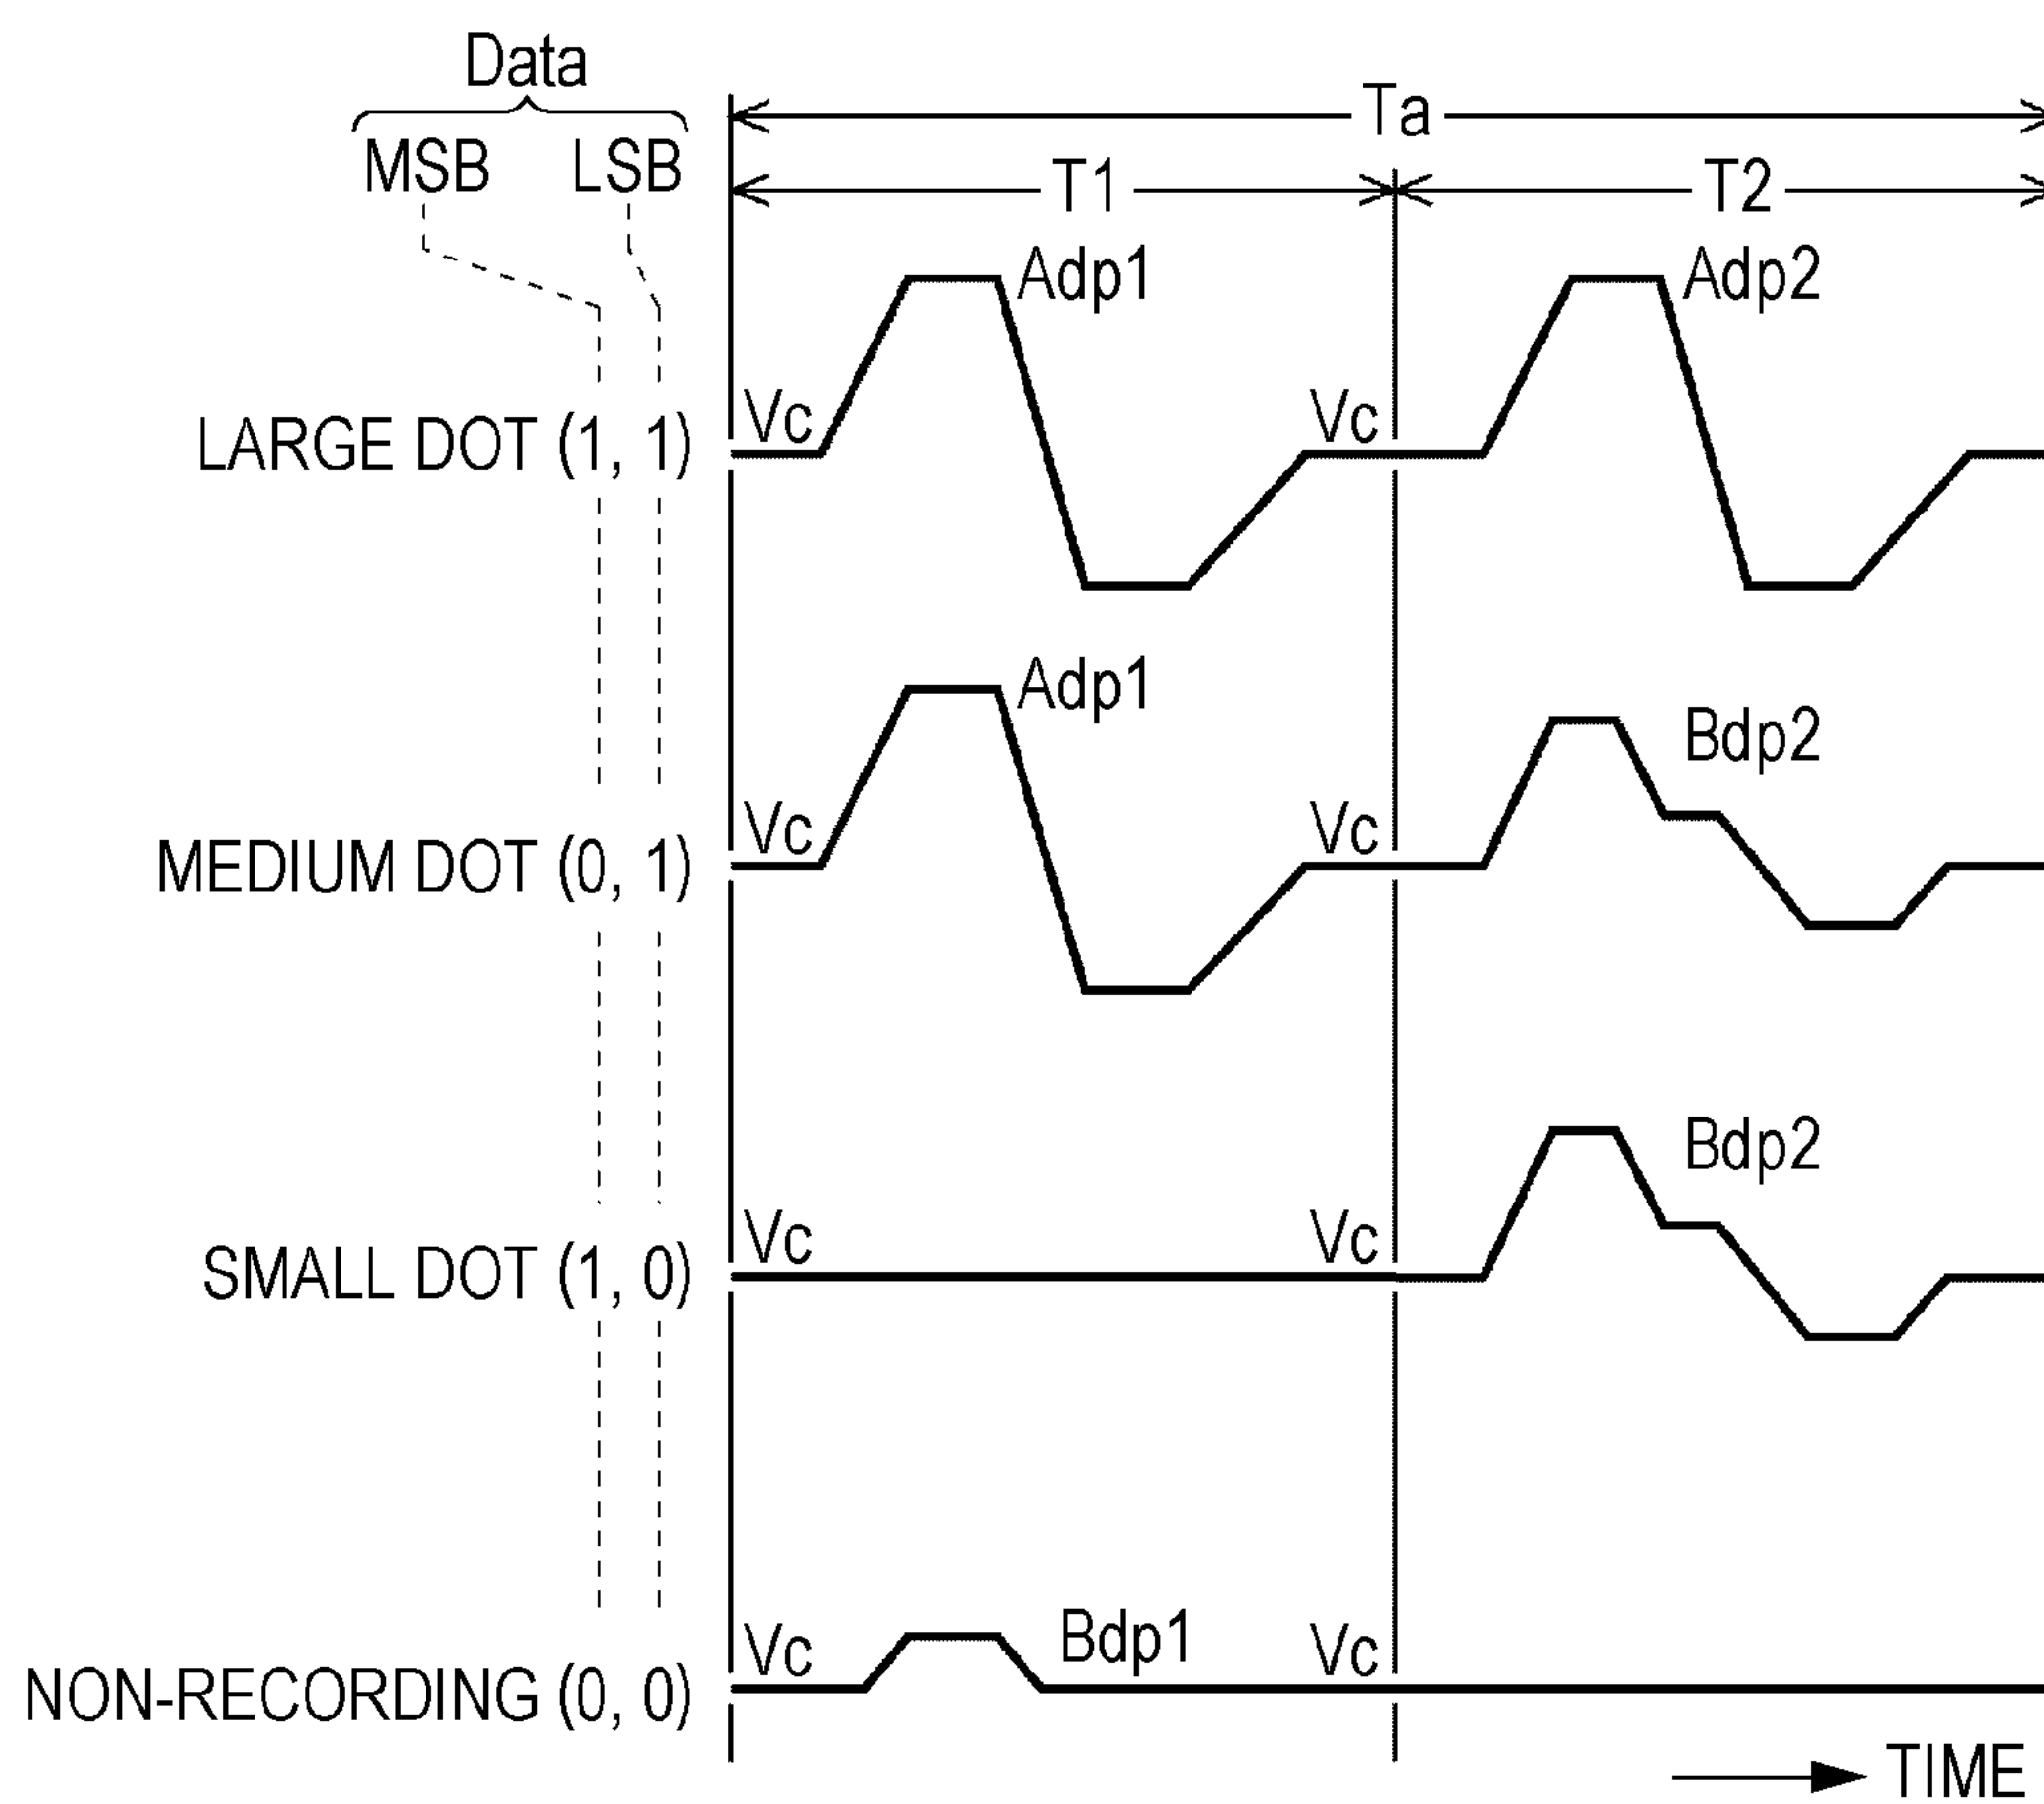 Data
MSB LSB
Ta
T1 T2
Adp1 Adp2
LARGE DOT (1, 1) Vc Vc
Adp1 Bdp2
MEDIUM DOT (0, 1) Vc Vc
Bdp2
SMALL DOT (1, 0) Vc Vc
Bdp1
NON-RECORDING (0, 0) Vc Vc
TIME